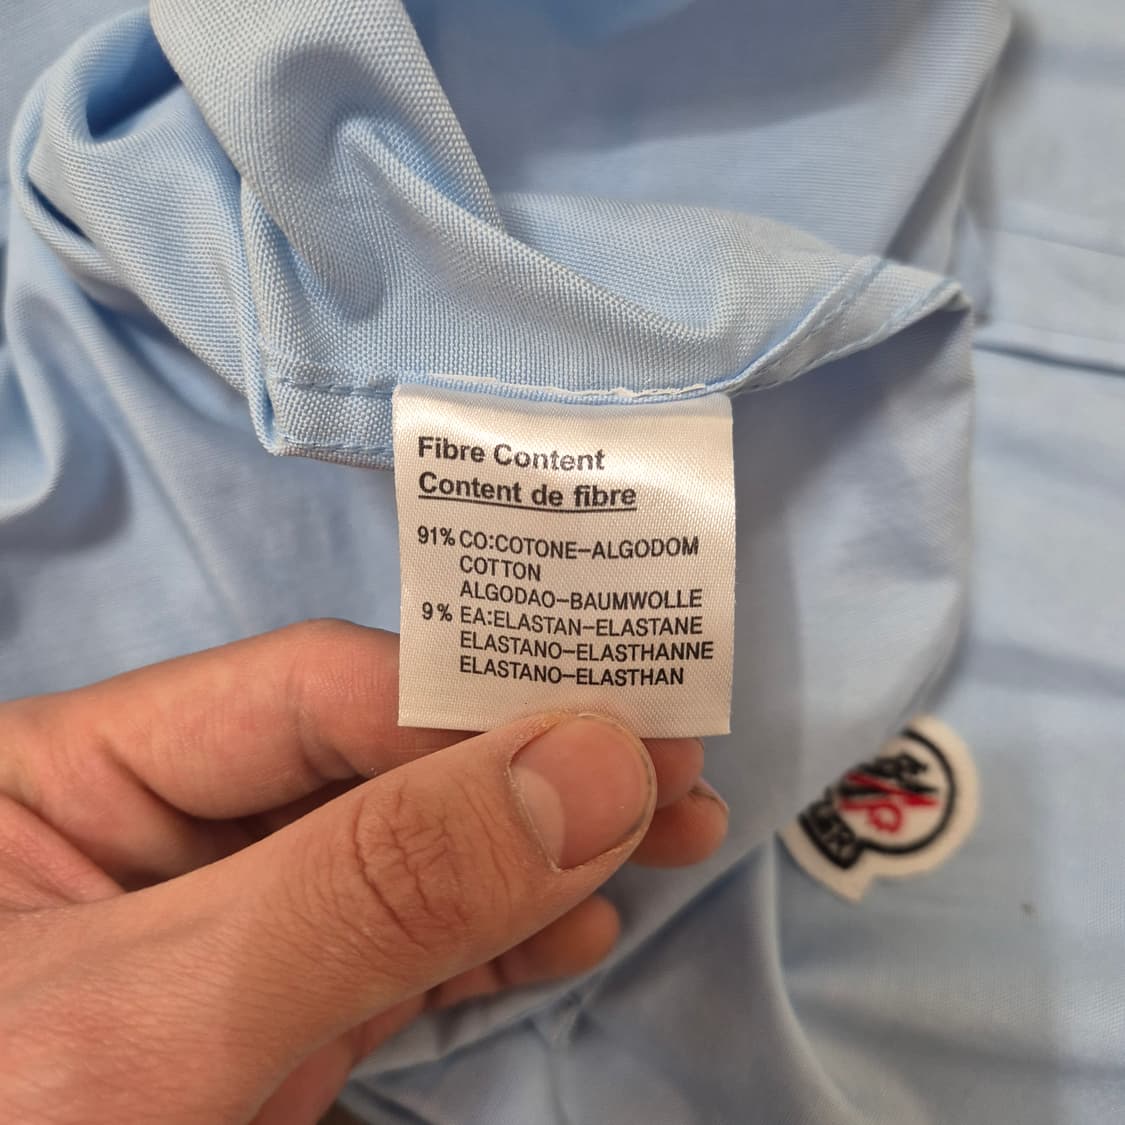 Fibre Content
Content de fibre
91% CO:COTONE-ALGODOM
COTTON
ALGODAO-BAUMWOLLE
9% EA:ELASTAN-ELASTANE
ELASTANO-ELASTHANNE
ELASTANO-ELASTHAN